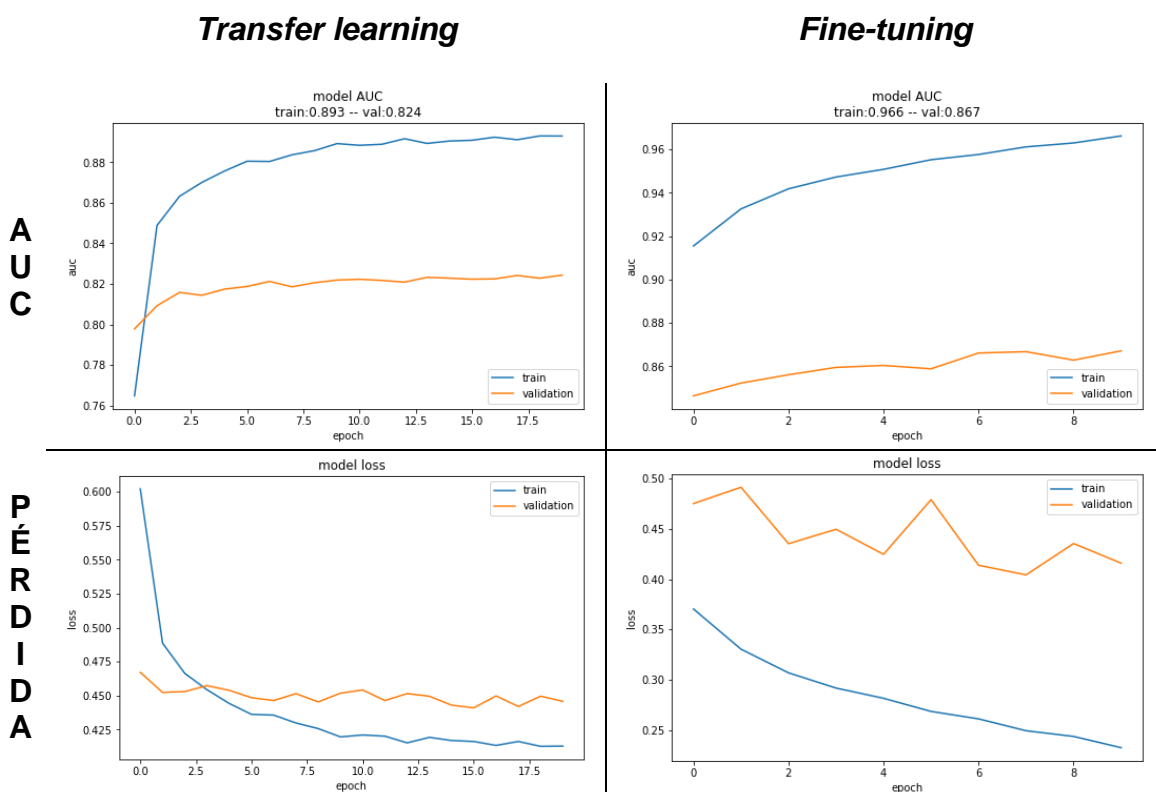 Transfer learning
Fine-tuning
AUC
model AUC
train:0.893 -- val:0.824
0.88
0.86
0.84
0.82
0.80
0.78
0.76
auc
0.0 2.5 5.0 7.5 10.0 12.5 15.0 17.5
epoch
train
validation
model AUC
train:0.966 -- val:0.867
0.96
0.94
0.92
0.90
0.88
0.86
auc
0 2 4 6 8
epoch
train
validation
PÉRDIDA
model loss
0.600
0.575
0.550
0.525
0.500
0.475
0.450
0.425
loss
0.0 2.5 5.0 7.5 10.0 12.5 15.0 17.5
epoch
train
validation
model loss
0.50
0.45
0.40
0.35
0.30
0.25
loss
0 2 4 6 8
epoch
train
validation